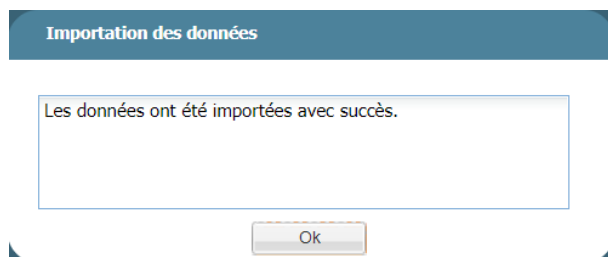 Importation des données
Les données ont été importées avec succès.
Ok